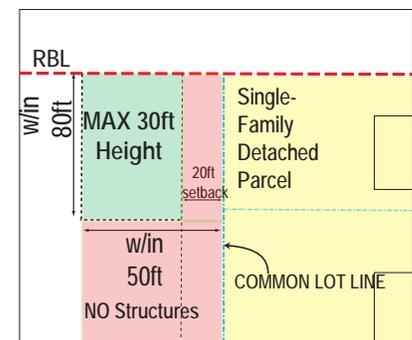 RBL
w/in
80ft
MAX 30ft
Height
20ft
setback
Single-
Family
Detached
Parcel
w/in
50ft
NO Structures
COMMON LOT LINE